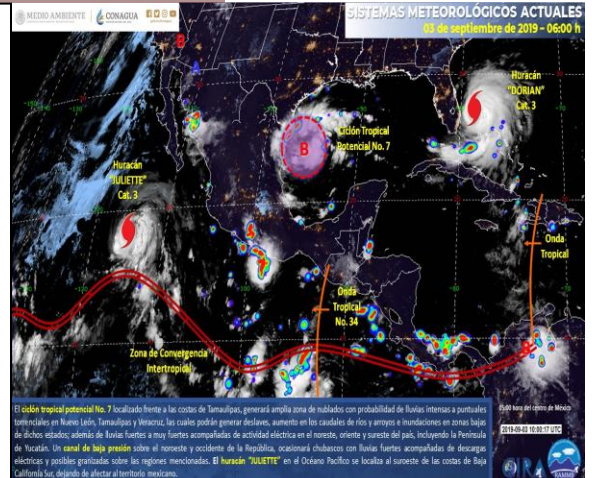 MEDIO AMBIENTE
CONAGUA
SISTEMAS METEOROLÓGICOS ACTUALES
03 de septiembre de 2019 – 06:00 h
B
A
Huracán
"DORIAN"
Cat. 3
Ciclón Tropical
Potencial No. 7
B
Huracán
"JULIETTE"
Cat. 3
Onda
Tropical
Onda
Tropical
No. 34
Zona de Convergencia
Intertropical
El ciclón tropical potencial No. 7 localizado frente a las costas de Tamaulipas, generará amplia zona de nublados con probabilidad de lluvias intensas a puntuales
torrenciales en Nuevo León, Tamaulipas y Veracruz, las cuales podrán generar deslaves, aumento en los caudales de ríos y arroyos e inundaciones en zonas bajas
de dichos estados; además de lluvias fuertes a muy fuertes acompañadas de actividad eléctrica en el noreste, oriente y sureste del país, incluyendo la Península
de Yucatán. Un canal de baja presión sobre el noroeste y occidente de la República, ocasionará chubascos con lluvias fuertes acompañadas de descargas
eléctricas y posibles granizadas sobre las regiones mencionadas. El huracán "JULIETTE" en el Océano Pacífico se localiza al suroeste de las costas de Baja
California Sur, dejando de afectar al territorio mexicano.
05:00 hora del centro de México
2019-09-03 10:00:17 UTC
CIRA
RAMMB